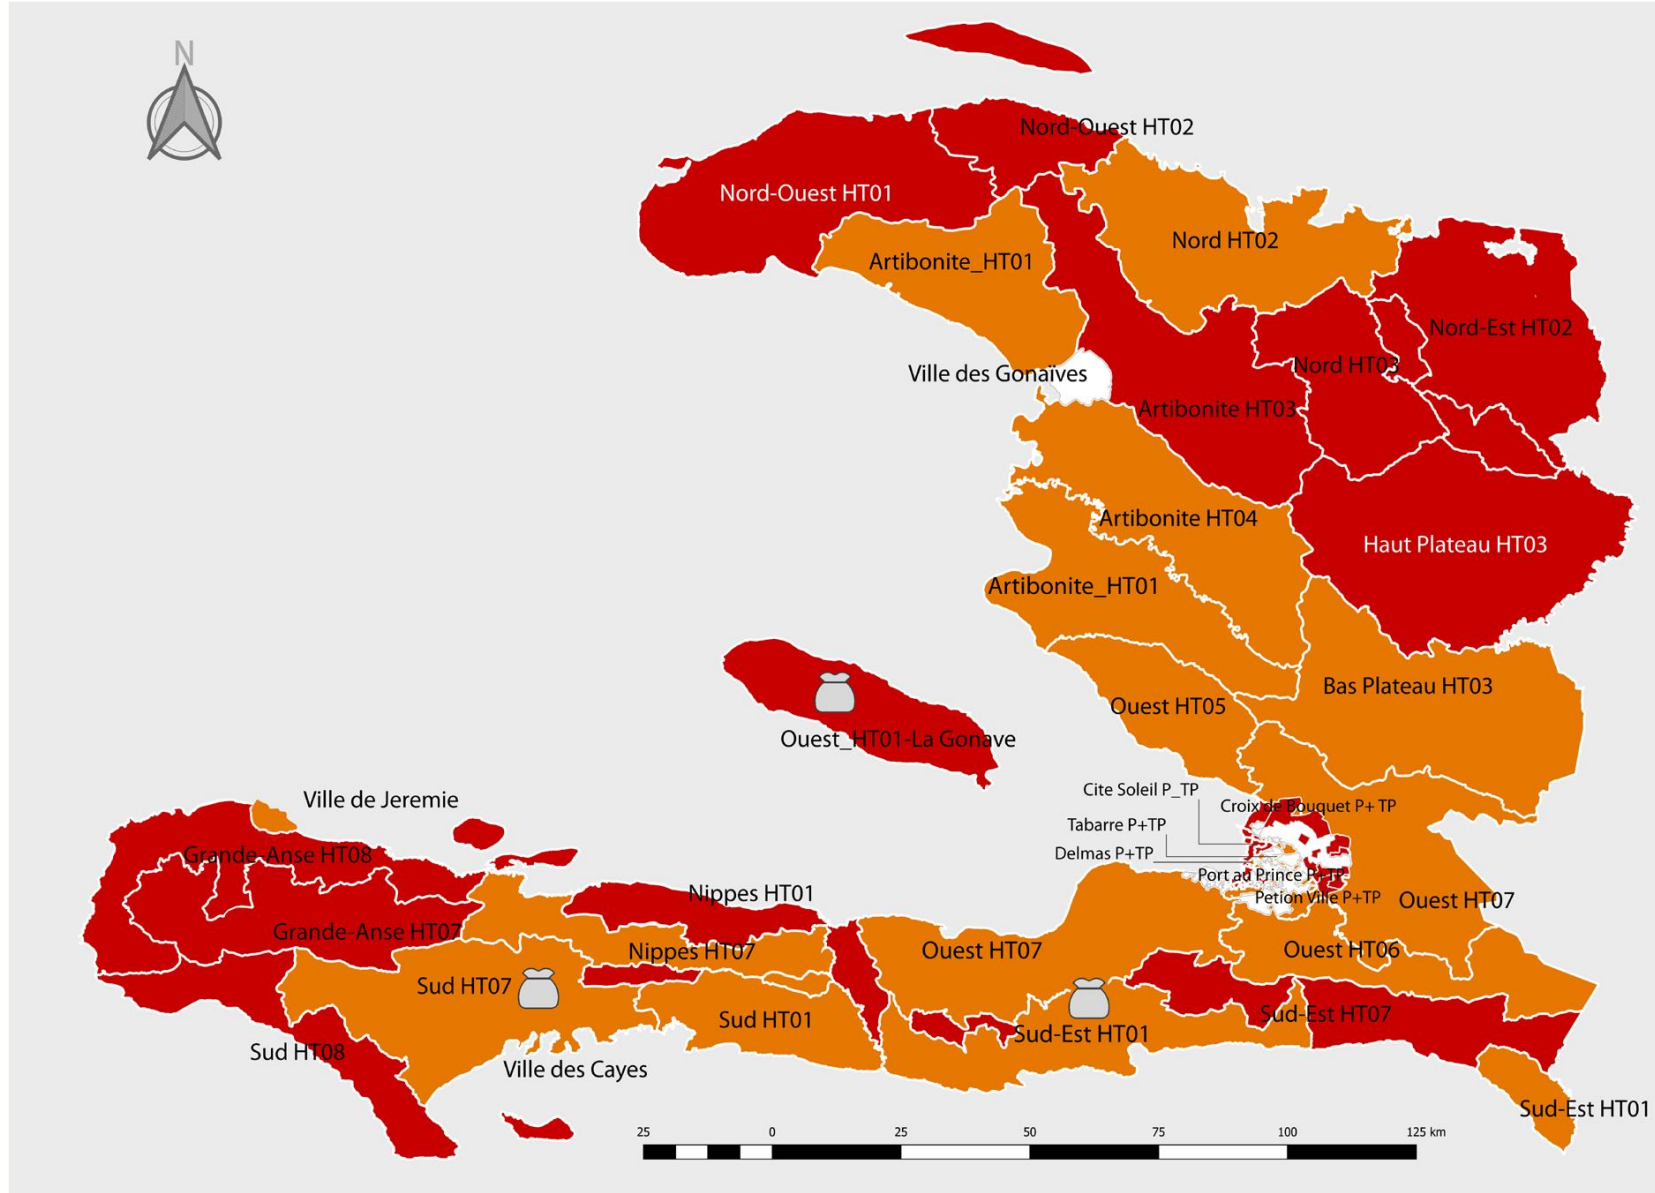 N
Nord-Ouest HT02
Nord-Ouest HT01
Nord HT02
Artibonite_HT01
Nord-Est HT02
Nord HT03
Ville des Gonaïves
Artibonite HT03
Artibonite HT04
Haut Plateau HT03
Artibonite_HT01
Bas Plateau HT03
Ouest HT05
Ouest_HT01-La Gonave
Cite Soleil P_TP
Ville de Jeremie
Croix de Bouquet P+ TP
Tabarre P+TP
Delmas P+TP
Grande-Anse HT08
Port au Prince P+TP
Nippes HT01
Petion Ville P+TP
Ouest HT07
Grande-Anse HT07
Nippes HT07
Ouest HT07
Ouest HT06
Sud HT07
Sud HT01
Sud-Est HT07
Sud-Est HT01
Sud HT08
Ville des Cayes
Sud-Est HT01
25 0 25 50 75 100 125 km